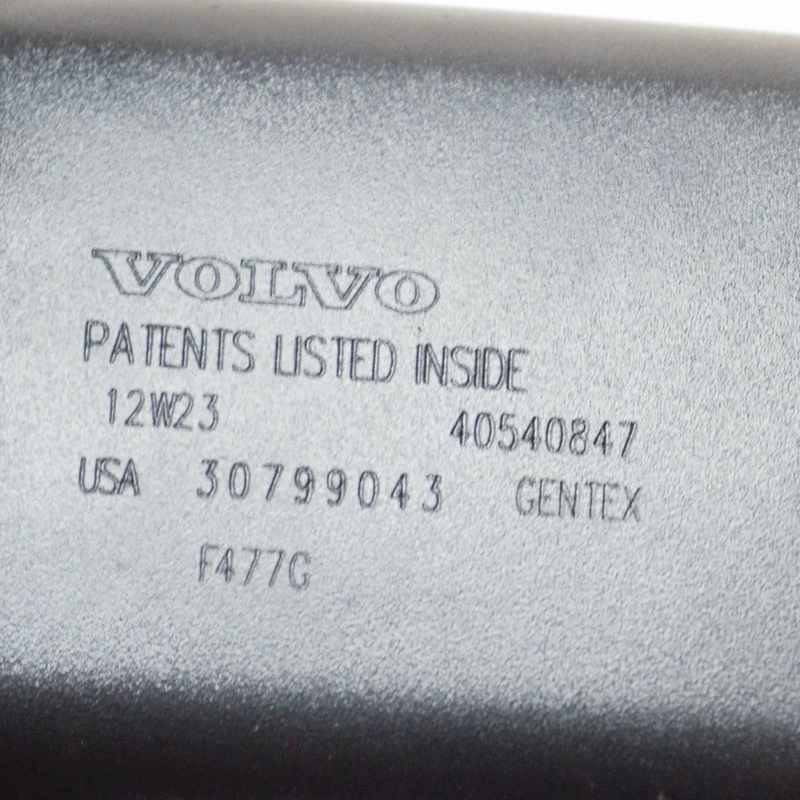 VOLVO
PATENTS LISTED INSIDE
12W23 40540847
USA 30799043 GENTEX
F477G